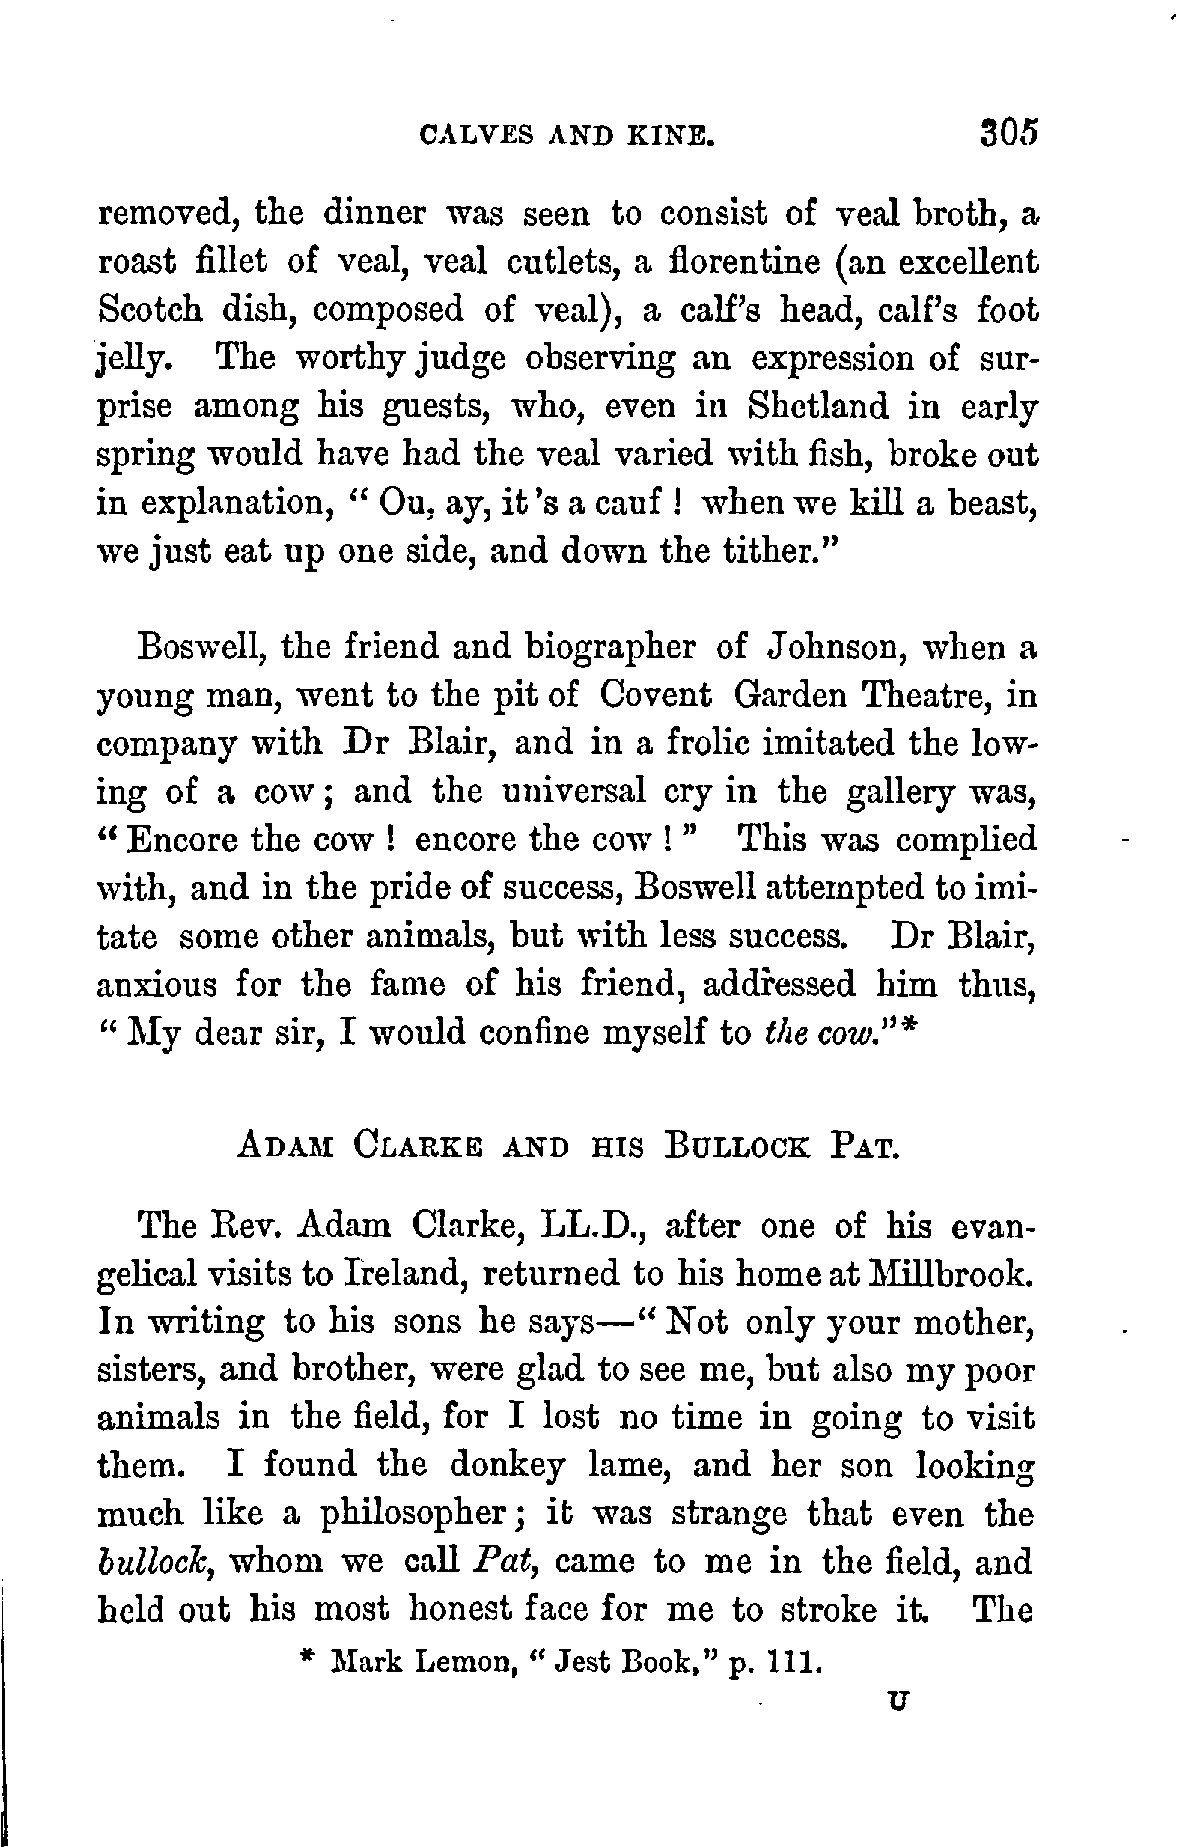 CALVES AND KINE. 305
removed, the dinner was seen to consist of veal broth, a
roast fillet of veal, veal cutlets, a florentine (an excellent
Scotch dish, composed of veal), a calf's head, calf's foot
jelly. The worthy judge observing an expression of sur-
prise among his guests, who, even in Shetland in early
spring would have had the veal varied with fish, broke out
in explanation, “ Ou, ay, it 's a cauf ! when we kill a beast,
we just eat up one side, and down the tither.”
Boswell, the friend and biographer of Johnson, when a
young man, went to the pit of Covent Garden Theatre, in
company with Dr Blair, and in a frolic imitated the low-
ing of a cow ; and the universal cry in the gallery was,
“ Encore the cow ! encore the cow ! ” This was complied
with, and in the pride of success, Boswell attempted to imi-
tate some other animals, but with less success. Dr Blair,
anxious for the fame of his friend, addressed him thus,
“ My dear sir, I would confine myself to the cow.”*
ADAM CLARKE AND HIS BULLOCK PAT.
The Rev. Adam Clarke, LL.D., after one of his evan-
gelical visits to Ireland, returned to his home at Millbrook.
In writing to his sons he says—“ Not only your mother,
sisters, and brother, were glad to see me, but also my poor
animals in the field, for I lost no time in going to visit
them. I found the donkey lame, and her son looking
much like a philosopher ; it was strange that even the
bullock, whom we call Pat, came to me in the field, and
held out his most honest face for me to stroke it. The
* Mark Lemon, “ Jest Book,” p. 111.
U